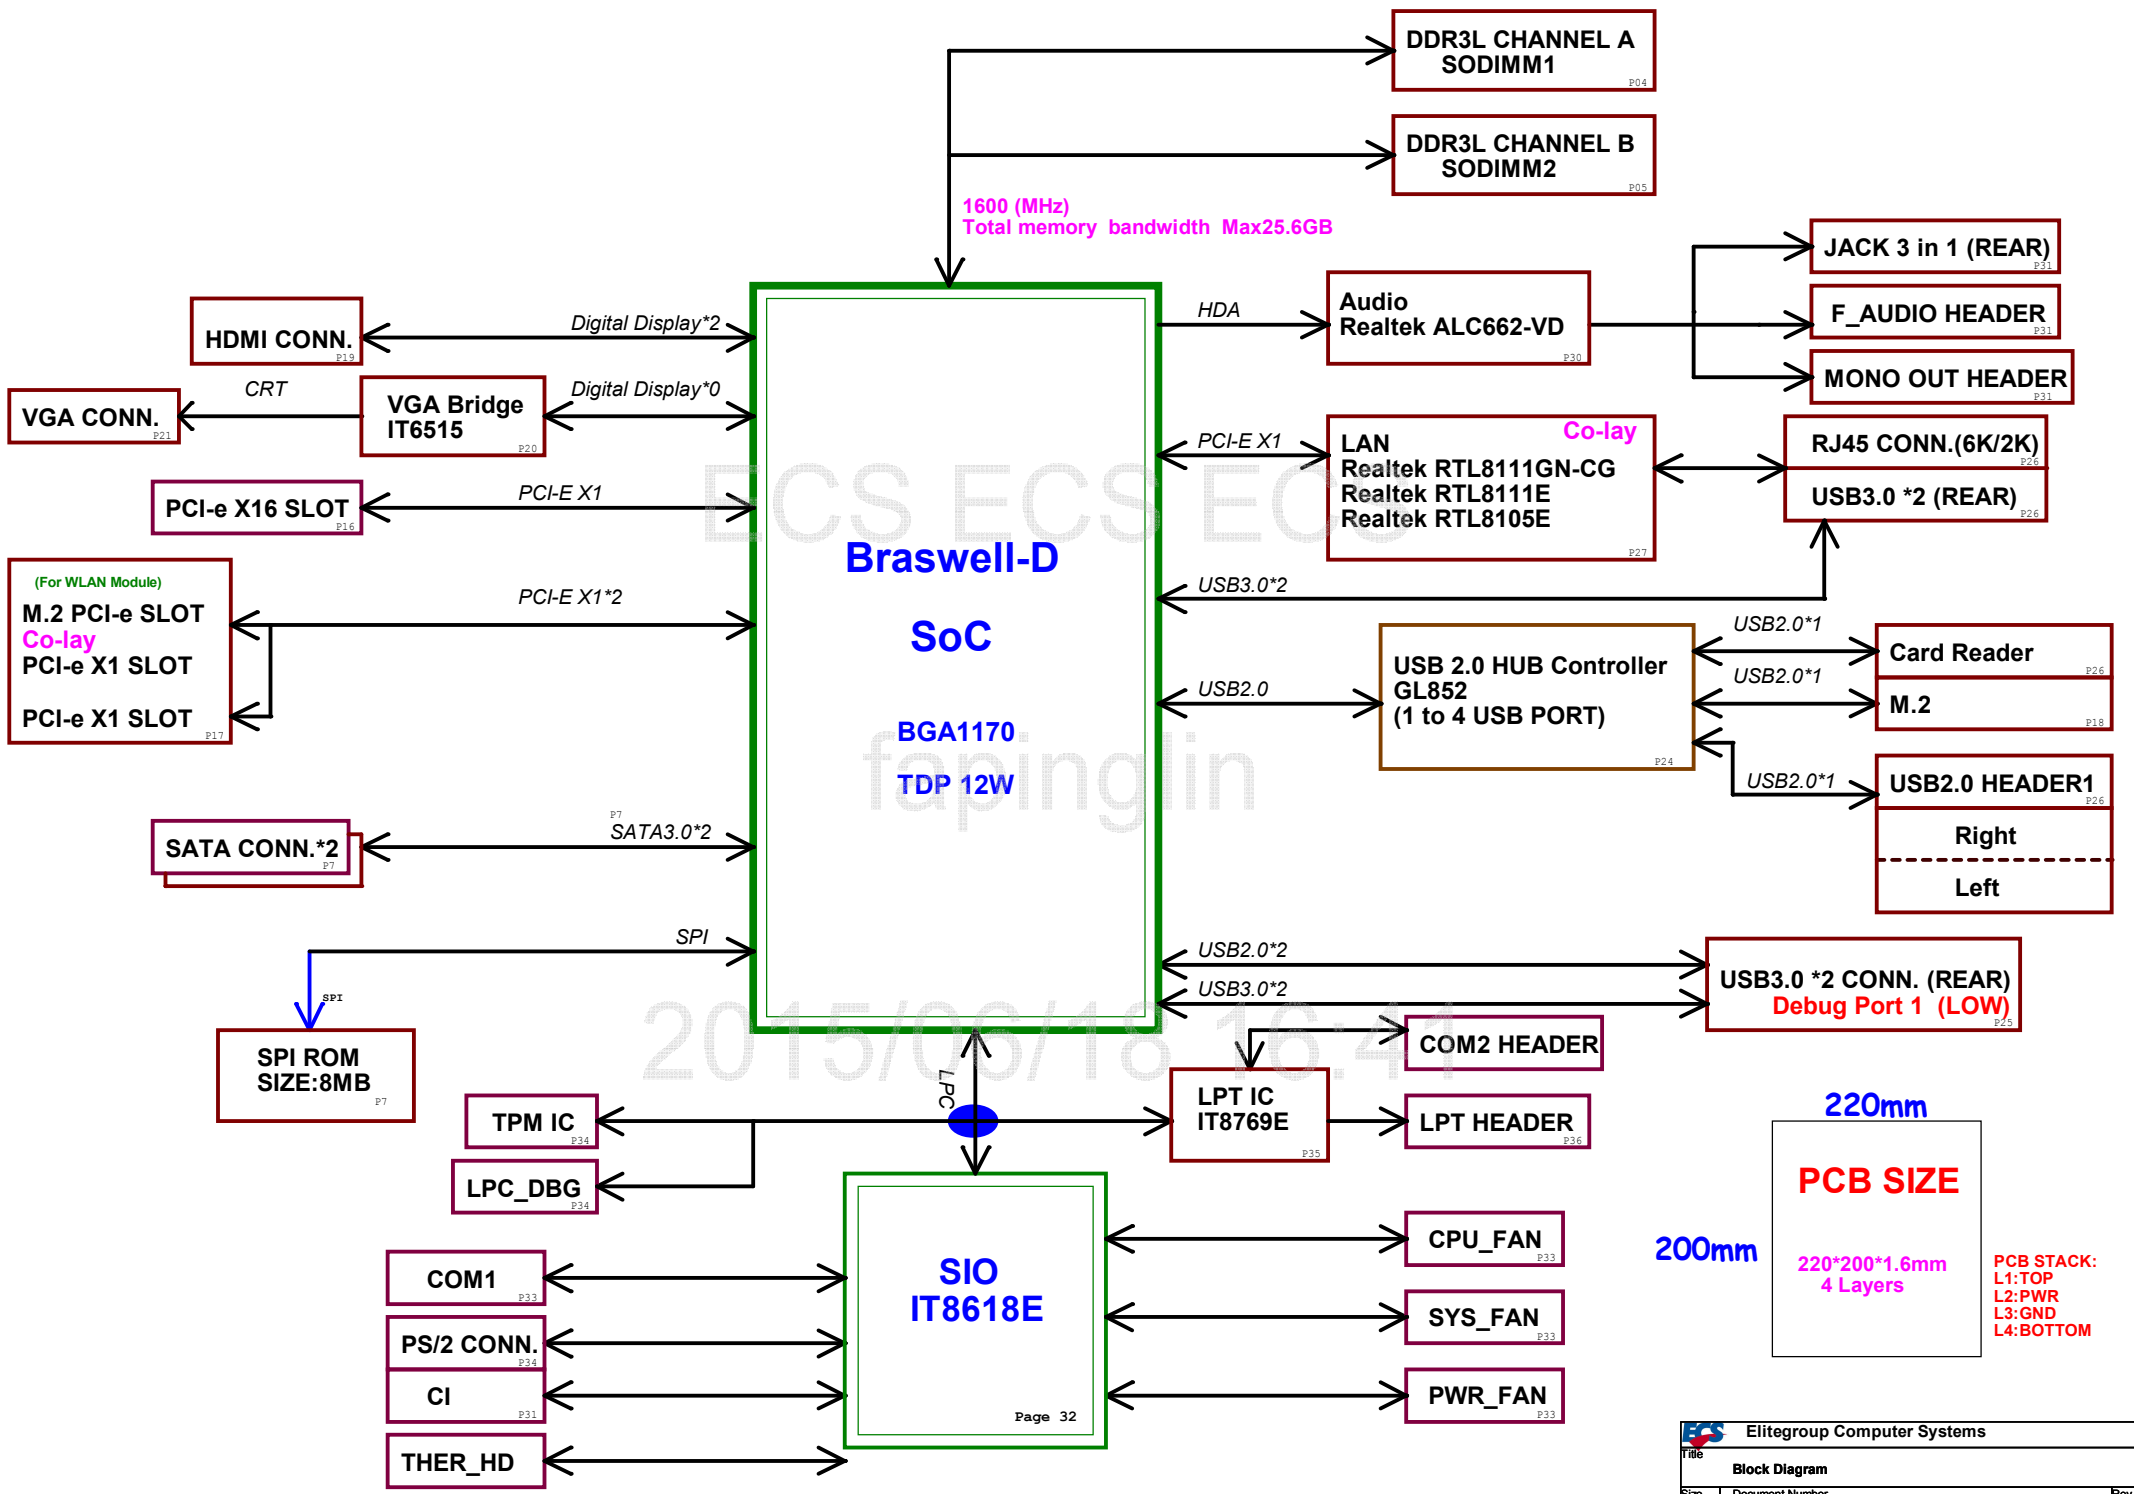 DDR3L CHANNEL A
SODIMM1
P04
DDR3L CHANNEL B
SODIMM2
P05
1600 (MHz)
Total memory bandwidth Max25.6GB
JACK 3 in 1 (REAR)
P31
F_AUDIO HEADER
P31
MONO OUT HEADER
P31
HDA
Audio
Realtek ALC662-VD
P30
HDMI CONN.
P19
Digital Display*2
VGA CONN.
P21
CRT
VGA Bridge
IT6515
P20
Digital Display*0
PCI-e X16 SLOT
P16
PCI-E X1
(For WLAN Module)
M.2 PCI-e SLOT
Co-lay
PCI-e X1 SLOT
PCI-e X1 SLOT
P17
PCI-E X1*2
SATA CONN.*2
P7
P7
SATA3.0*2
SPI
SPI
SPI ROM
SIZE:8MB
P7
Braswell-D
SoC
BGA1170
TDP 12W
ECS ECS ECS
fapinglin
2015/06/18 16:41
PCI-E X1
LAN
Co-lay
Realtek RTL8111GN-CG
Realtek RTL8111E
Realtek RTL8105E
P27
RJ45 CONN.(6K/2K)
P26
USB3.0 *2 (REAR)
P26
USB3.0*2
USB2.0
USB 2.0 HUB Controller
GL852
(1 to 4 USB PORT)
P24
USB2.0*1
Card Reader
P26
USB2.0*1
M.2
P18
USB2.0*1
USB2.0 HEADER1
P26
Right
Left
USB2.0*2
USB3.0*2
USB3.0 *2 CONN. (REAR)
Debug Port 1 (LOW)
P25
LPC
TPM IC
P34
LPC_DBG
P34
LPT IC
IT8769E
P35
COM2 HEADER
LPT HEADER
P36
SIO
IT8618E
Page 32
COM1
P33
PS/2 CONN.
P34
CI
P31
THER_HD
CPU_FAN
P33
SYS_FAN
P33
PWR_FAN
P33
220mm
200mm
PCB SIZE
220*200*1.6mm
4 Layers
PCB STACK:
L1:TOP
L2:PWR
L3:GND
L4:BOTTOM
ECS
Elitegroup Computer Systems
Title
Block Diagram
Size
Document Number
Rev